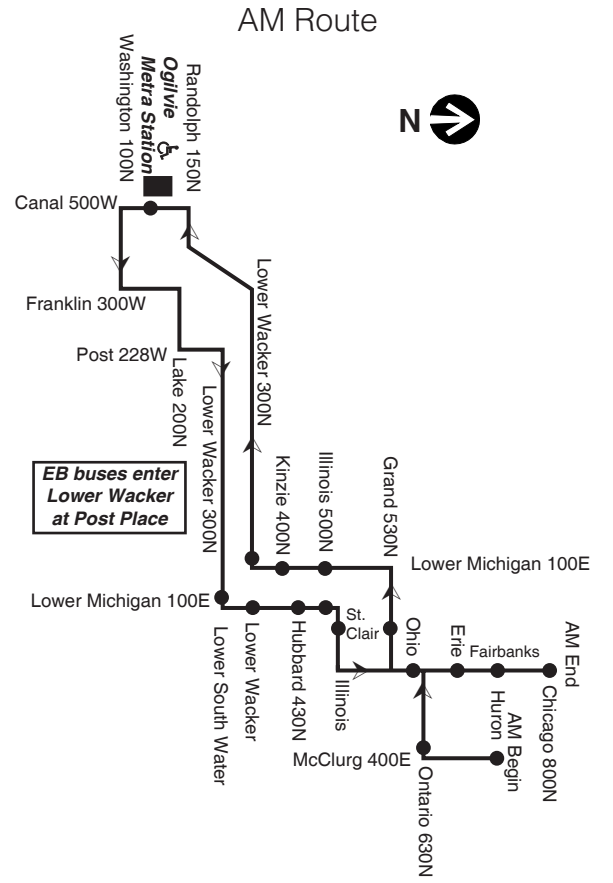 AM Route
N
Randolph 150N
Ogilvie
Metra Station
Washington 100N
Canal 500W
Franklin 300W
Post 228W
Lake 200N
Lower Wacker 300N
Lower Wacker 300N
EB buses enter
Lower Wacker
at Post Place
Kinzie 400N
Illinois 500N
Grand 530N
Lower Michigan 100E
Lower Michigan 100E
Lower South Water
Lower Wacker
Hubbard 430N
St.
Clair
Illinois
Ohio
Erie
Fairbanks
Huron
AM End
Chicago 800N
AM Begin
McClurg 400E
Ontario 630N